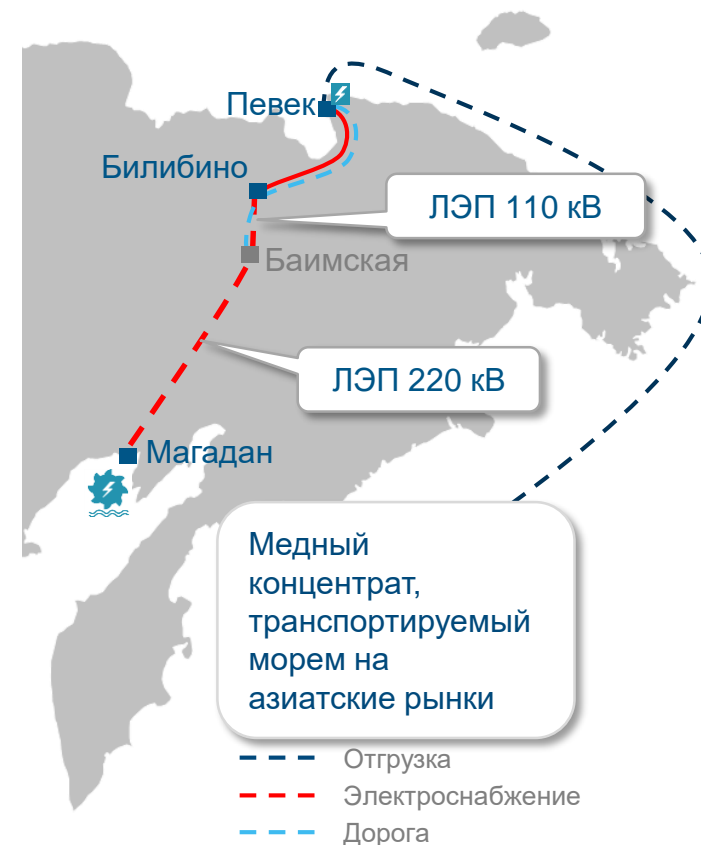 Певек
Билибино
ЛЭП 110 кВ
Баимская
ЛЭП 220 кВ
Магадан
Медный
концентрат,
транспортируемый
морем на
азиатские рынки
Отгрузка
Электроснабжение
Дорога